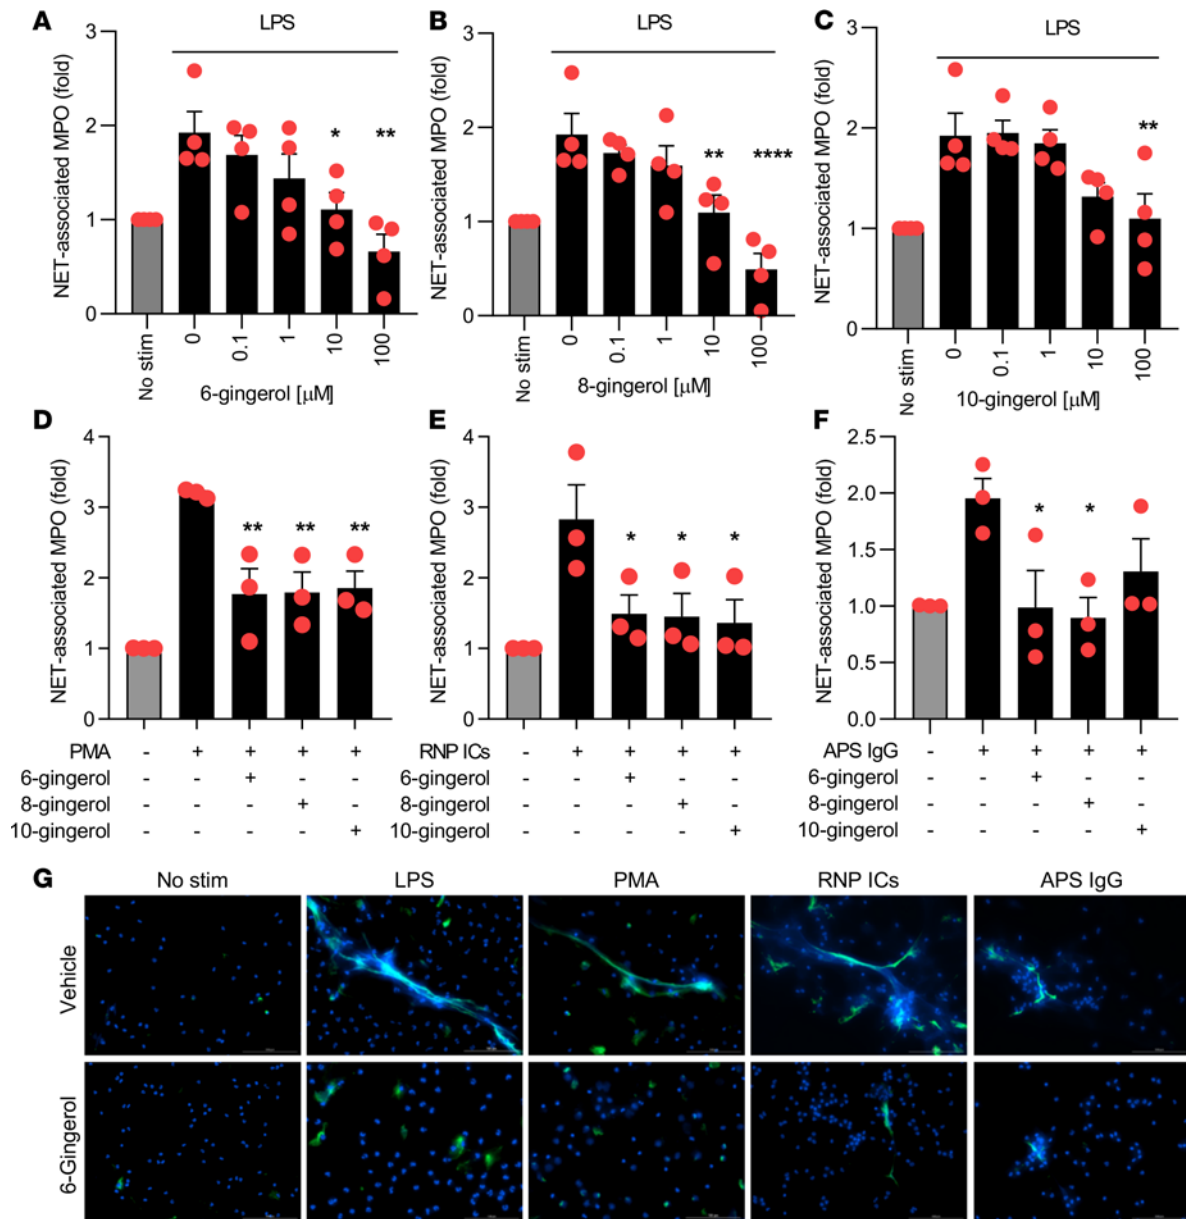 A
LPS
NET-associated MPO (fold)
3
2
1
0
* **
No stim 0 0.1 1 10 100
6-gingerol [μM]
B
LPS
NET-associated MPO (fold)
3
2
1
0
** ****
No stim 0 0.1 1 10 100
8-gingerol [μM]
C
LPS
NET-associated MPO (fold)
3
2
1
0
**
No stim 0 0.1 1 10 100
10-gingerol [μM]
D
NET-associated MPO (fold)
4
3
2
1
0
** ** **
PMA - + + + +
6-gingerol - - + - -
8-gingerol - - - + -
10-gingerol - - - - +
E
NET-associated MPO (fold)
4
3
2
1
0
* * *
RNP ICs - + + + +
6-gingerol - - + - -
8-gingerol - - - + -
10-gingerol - - - - +
F
NET-associated MPO (fold)
2.5
2.0
1.5
1.0
0.5
0.0
* *
APS IgG - + + + +
6-gingerol - - + - -
8-gingerol - - - + -
10-gingerol - - - - +
G
No stim LPS PMA RNP ICs APS IgG
Vehicle
6-Gingerol